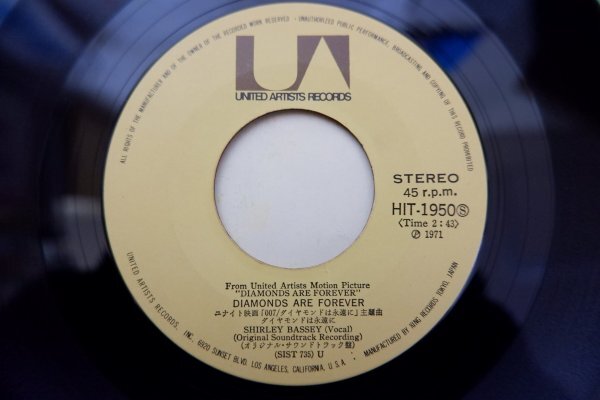 ALL RIGHTS OF THE MANUFACTURER AND OF THE OWNER OF THE RECORDED WORK RESERVED - UNAUTHORIZED PUBLIC PERFORMANCE, BROADCASTING AND COPYING OF THIS RECORD PROHIBITED
UA
UNITED ARTISTS RECORDS
STEREO
45 r.p.m.
HIT-1950Ⓢ
〈Time 2:43〉
Ⓟ 1971
From United Artists Motion Picture
"DIAMONDS ARE FOREVER"
DIAMONDS ARE FOREVER
ユナイト映画「007/ダイヤモンドは永遠に」主題曲
ダイヤモンドは永遠に
SHIRLEY BASSEY (Vocal)
(Original Soundtrack Recording)
(オリジナル・サウンドトラック盤)
(SIST 735) U
UNITED ARTISTS RECORDS, INC. 6920 SUNSET BLVD. LOS ANGELES, CALIFORNIA, U.S.A.
MANUFACTURED BY KING RECORDS TOKYO, JAPAN